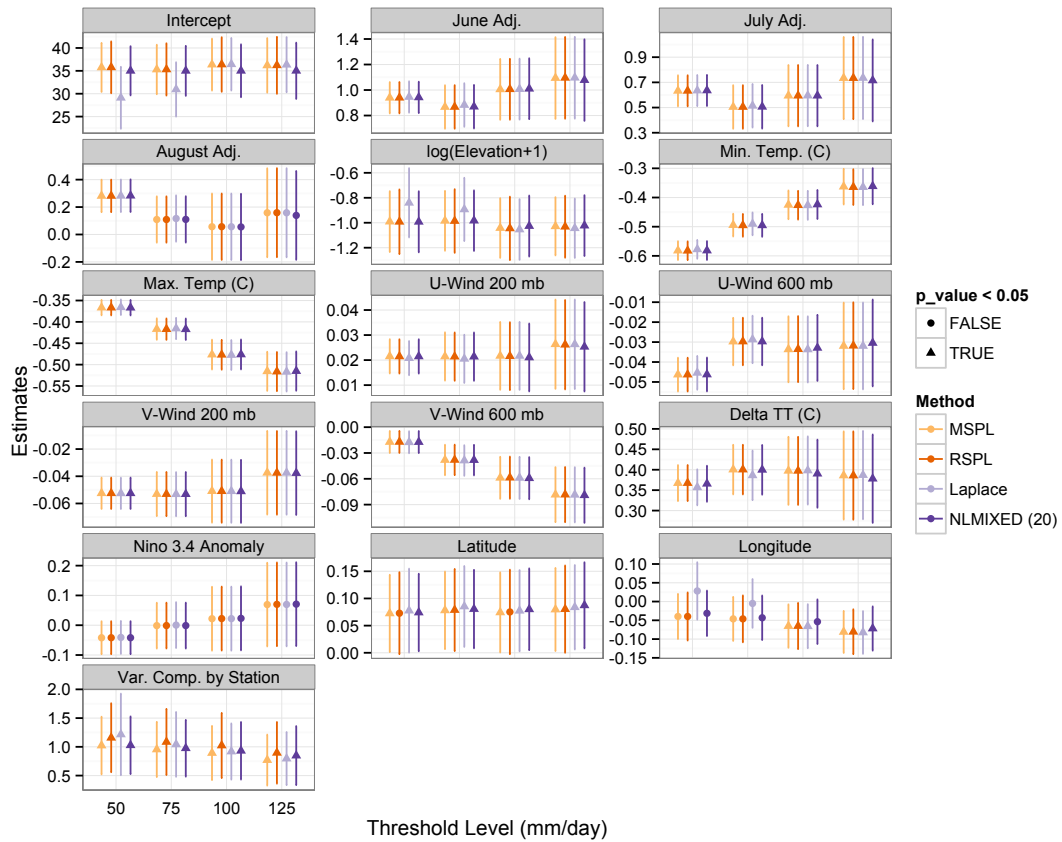 Intercept
June Adj.
July Adj.
40
35
30
25
1.4
1.2
1.0
0.8
0.9
0.7
0.5
0.3
August Adj.
log(Elevation+1)
Min. Temp. (C)
0.4
0.2
0.0
-0.2
-0.6
-0.8
-1.0
-1.2
-0.3
-0.4
-0.5
-0.6
Max. Temp (C)
U-Wind 200 mb
U-Wind 600 mb
-0.35
-0.40
-0.45
-0.50
-0.55
0.04
0.03
0.02
0.01
-0.01
-0.02
-0.03
-0.04
-0.05
V-Wind 200 mb
V-Wind 600 mb
Delta TT (C)
-0.02
-0.04
-0.06
0.00
-0.03
-0.06
-0.09
0.50
0.45
0.40
0.35
0.30
Nino 3.4 Anomaly
Latitude
Longitude
0.2
0.1
0.0
-0.1
0.15
0.10
0.05
0.00
0.10
0.05
0.00
-0.05
-0.10
-0.15
Var. Comp. by Station
2.0
1.5
1.0
0.5
50
75
100
125
Threshold Level (mm/day)
Estimates
p_value < 0.05
FALSE
TRUE
Method
MSPL
RSPL
Laplace
NLMIXED (20)